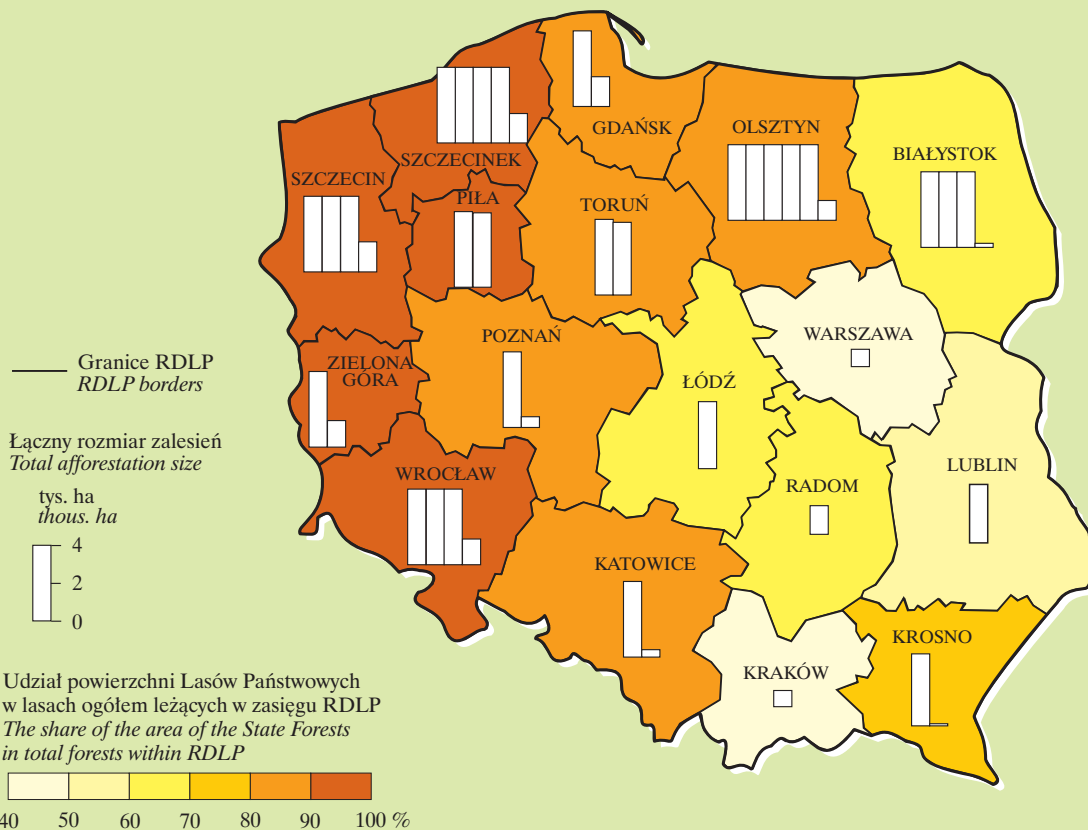 GDAŃSK
OLSZTYN
BIAŁYSTOK
SZCZECINEK
SZCZECIN
PIŁA
TORUŃ
WARSZAWA
POZNAŃ
ZIELONA
GÓRA
ŁÓDŹ
LUBLIN
WROCŁAW
RADOM
KATOWICE
KROSNO
KRAKÓW
Granice RDLP
RDLP borders
Łączny rozmiar zalesień
Total afforestation size
tys. ha
thous. ha
4
2
0
Udział powierzchni Lasów Państwowych
w lasach ogółem leżących w zasięgu RDLP
The share of the area of the State Forests
in total forests within RDLP
40 50 60 70 80 90 100 %